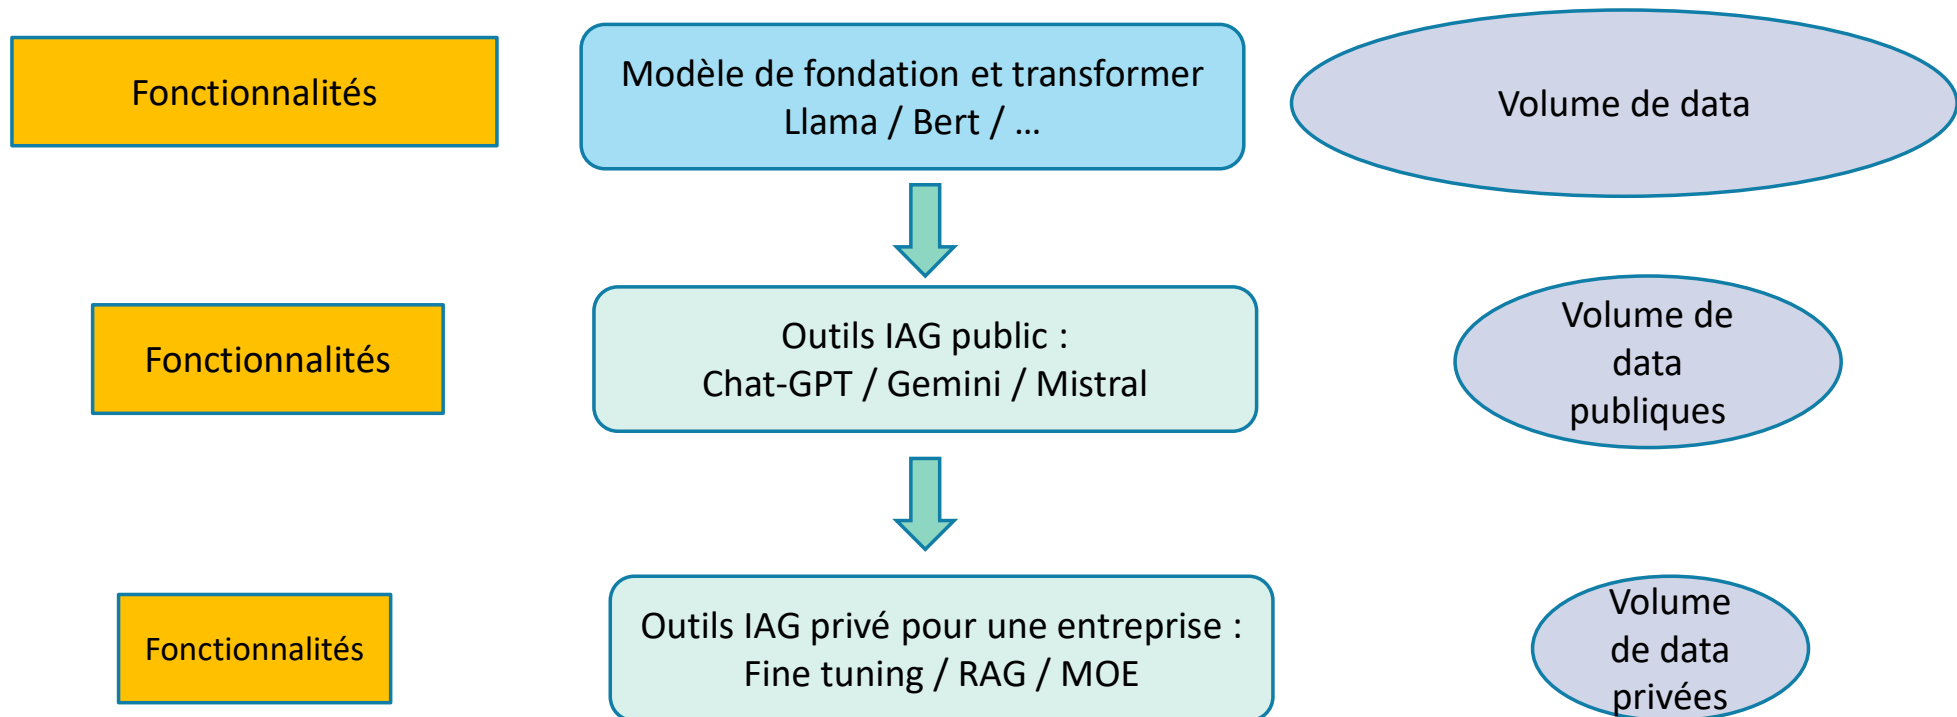 Fonctionnalités
Modèle de fondation et transformer
Llama / Bert / …
Volume de data
Fonctionnalités
Outils IAG public :
Chat-GPT / Gemini / Mistral
Volume de
data
publiques
Fonctionnalités
Outils IAG privé pour une entreprise :
Fine tuning / RAG / MOE
Volume
de data
privées